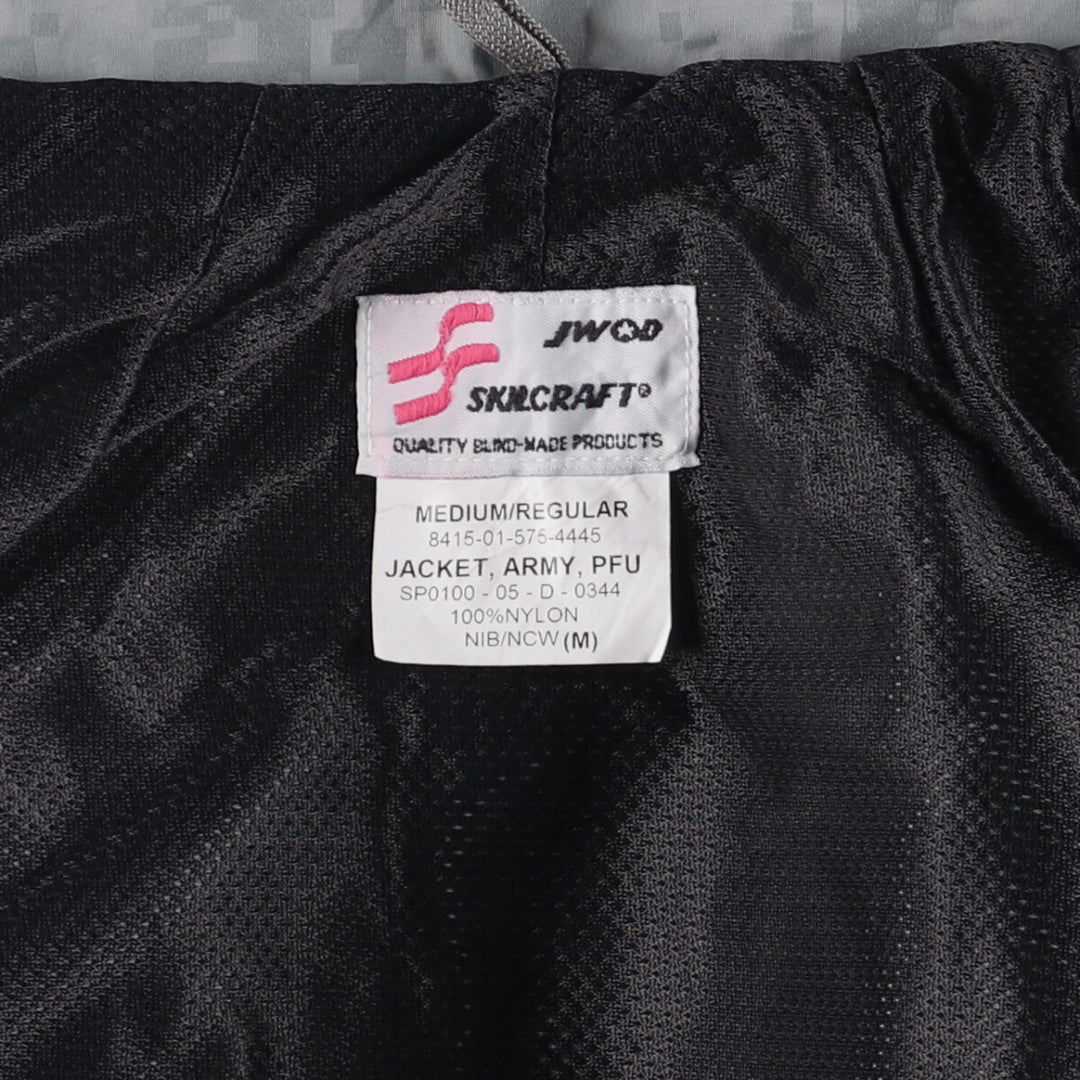 JWOD
SKILCRAFT®
QUALITY BLIND-MADE PRODUCTS
MEDIUM/REGULAR
8415-01-575-4445
JACKET, ARMY, PFU
SP0100 - 05 - D - 0344
100%NYLON
NIB/NCW (M)